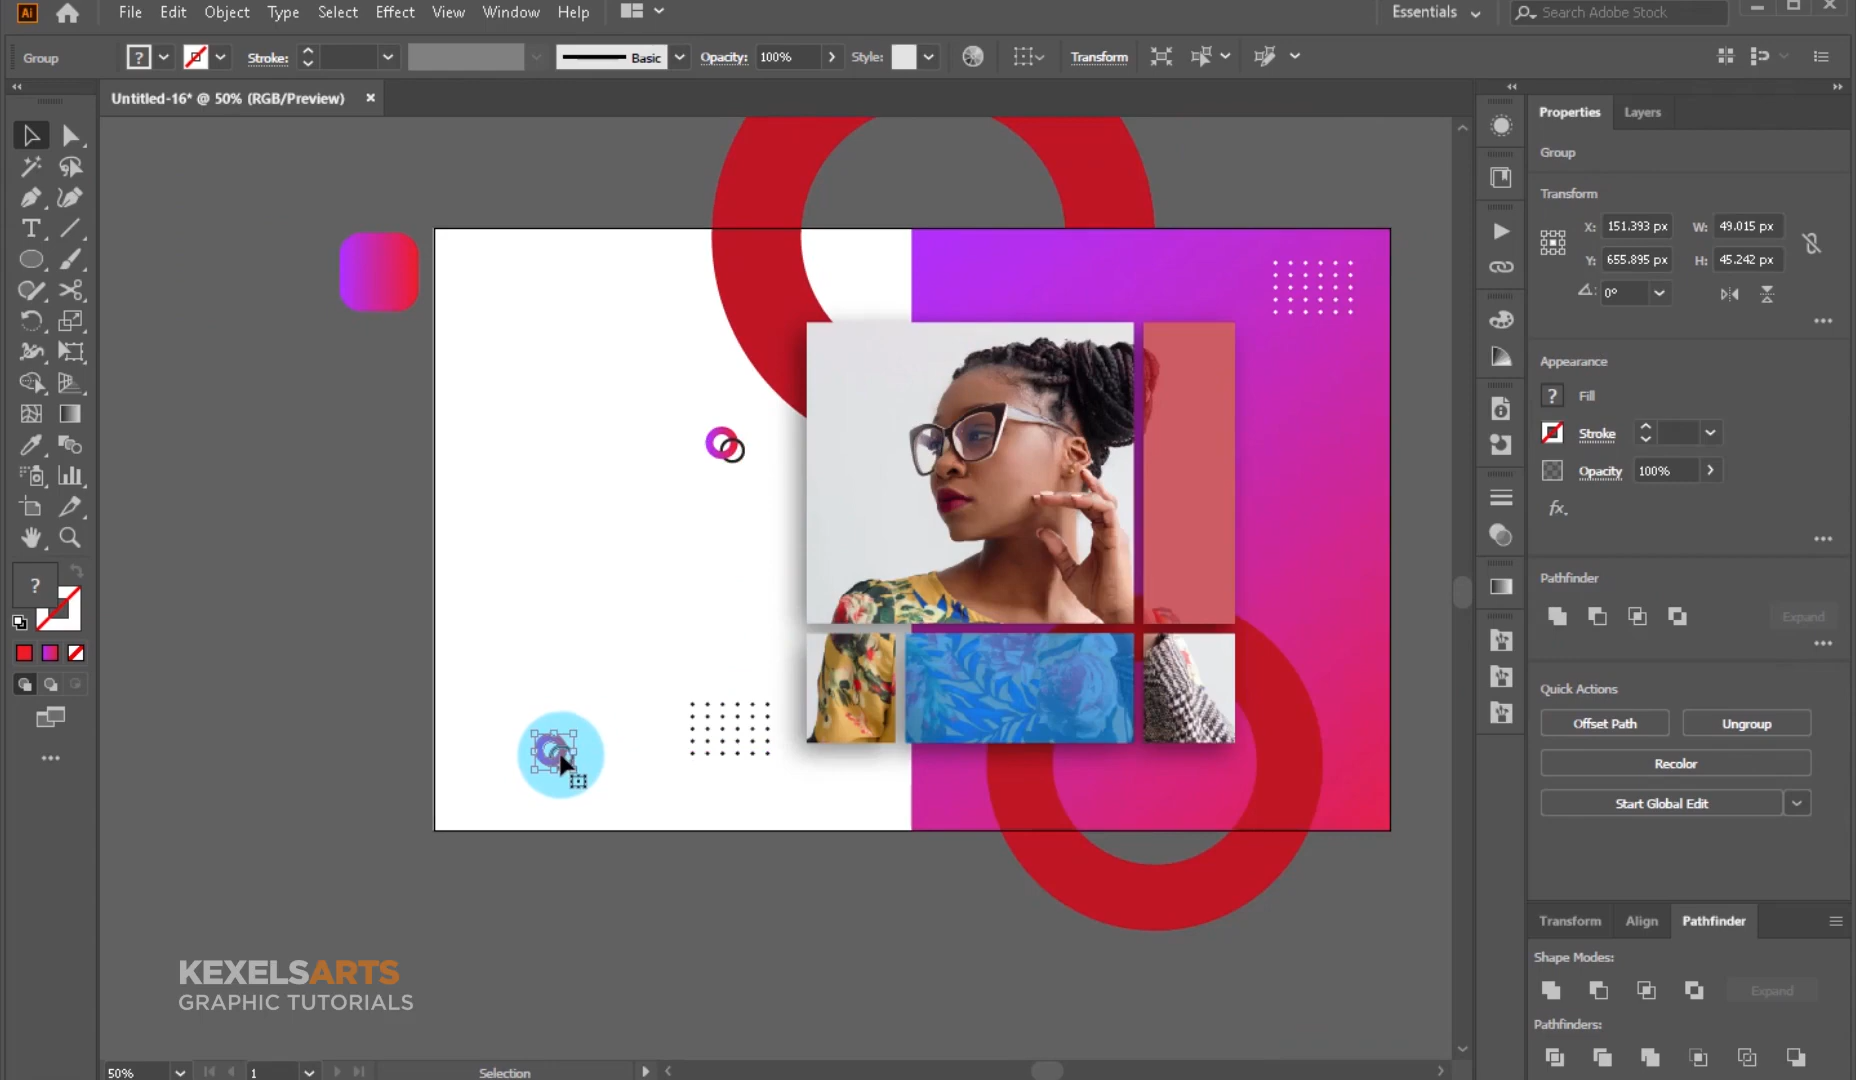 Ai File Edit Object Type Select Effect View Window Help Essentials Search Adobe Stock
Group ? Stroke: Basic Opacity: 100% Style: Transform
Untitled-16* @ 50% (RGB/Preview) ×
Properties Layers
Group
Transform
X: 151.393 px W: 49.015 px
Y: 655.895 px H: 45.242 px
0°
Appearance
? Fill
Stroke
Opacity 100%
fx.
Pathfinder
Expand
Quick Actions
Offset Path Ungroup
Recolor
Start Global Edit
Transform Align Pathfinder
Shape Modes:
Expand
Pathfinders:
T
?
KEXELSARTS
GRAPHIC TUTORIALS
50% 1 Selection